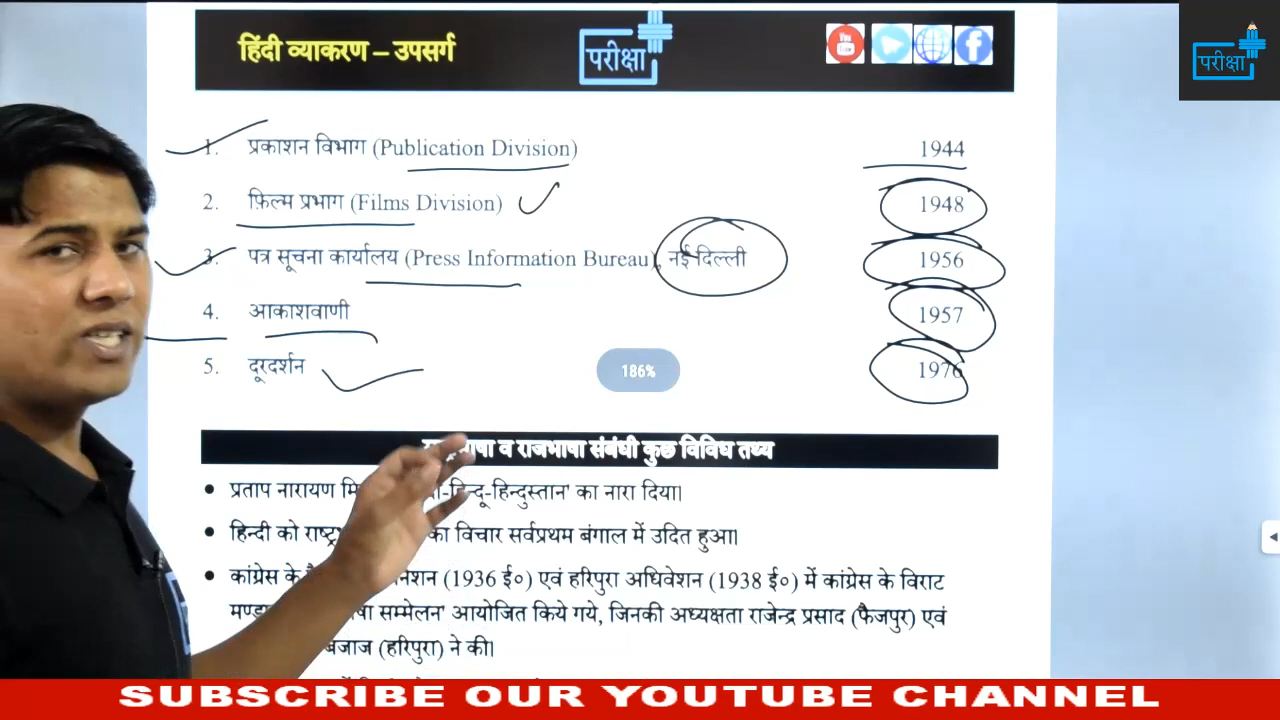 हिंदी व्याकरण – उपसर्ग
परीक्षा
You
Tube
परीक्षा
1. प्रकाशन विभाग (Publication Division) 1944
2. फ़िल्म प्रभाग (Films Division) 1948
3. पत्र सूचना कार्यालय (Press Information Bureau), नई दिल्ली 1956
4. आकाशवाणी 1957
5. दूरदर्शन 1976
186%
व राजभाषा संबंधी कुछ विविध तथ्य
• प्रताप नारायण -हिन्दू-हिन्दुस्तान' का नारा दिया।
• हिन्दी को का विचार सर्वप्रथम बंगाल में उदित हुआ।
• कांग्रेस के (1936 ई०) एवं हरिपुरा अधिवेशन (1938 ई०) में कांग्रेस के विराट
सम्मेलन' आयोजित किये गये, जिनकी अध्यक्षता राजेन्द्र प्रसाद (फैजपुर) एवं
बजाज (हरिपुरा) ने की।
SUBSCRIBE OUR YOUTUBE CHANNEL